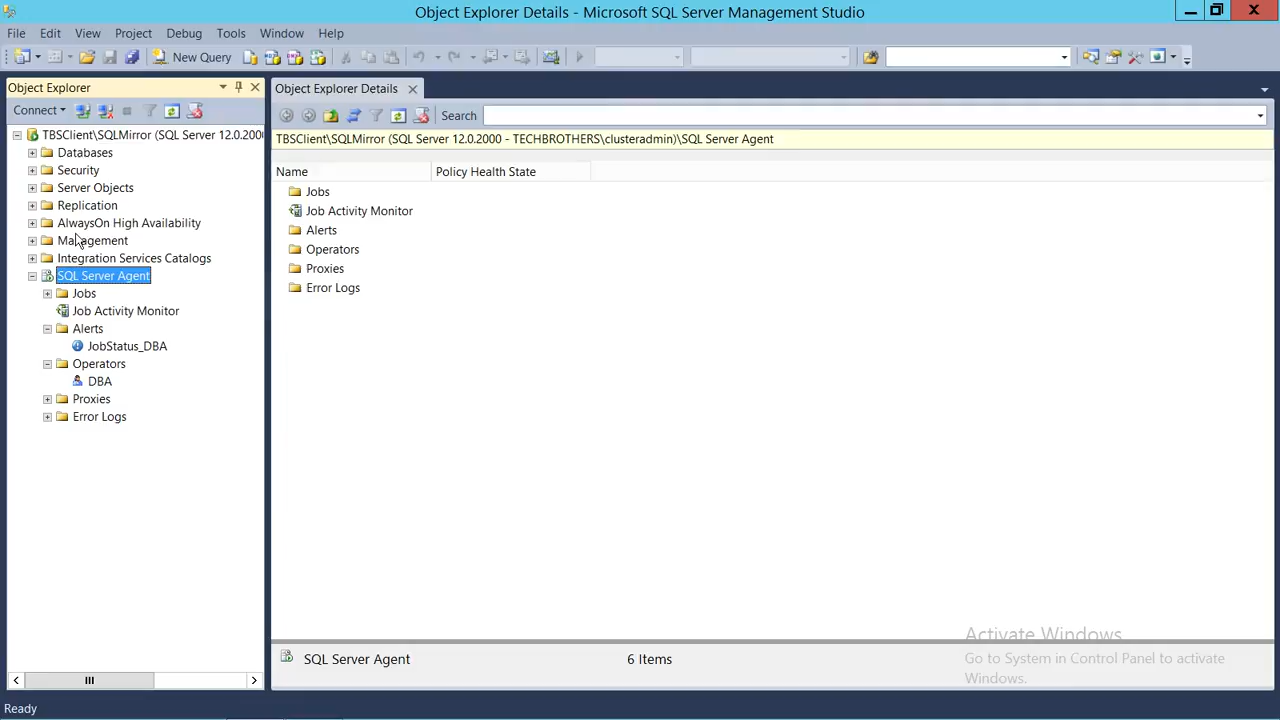 Object Explorer Details - Microsoft SQL Server Management Studio
File Edit View Project Debug Tools Window Help
New Query
Object Explorer
Object Explorer Details
Connect
Search
TBSClient\SQLMirror (SQL Server 12.0.2000
TBSClient\SQLMirror (SQL Server 12.0.2000 - TECHBROTHERS\clusteradmin)\SQL Server Agent
Databases
Security
Server Objects
Replication
AlwaysOn High Availability
Management
Integration Services Catalogs
SQL Server Agent
Jobs
Job Activity Monitor
Alerts
JobStatus_DBA
Operators
DBA
Proxies
Error Logs
Name Policy Health State
Jobs
Job Activity Monitor
Alerts
Operators
Proxies
Error Logs
SQL Server Agent 6 Items
Activate Windows
Go to System in Control Panel to activate
Windows.
Ready